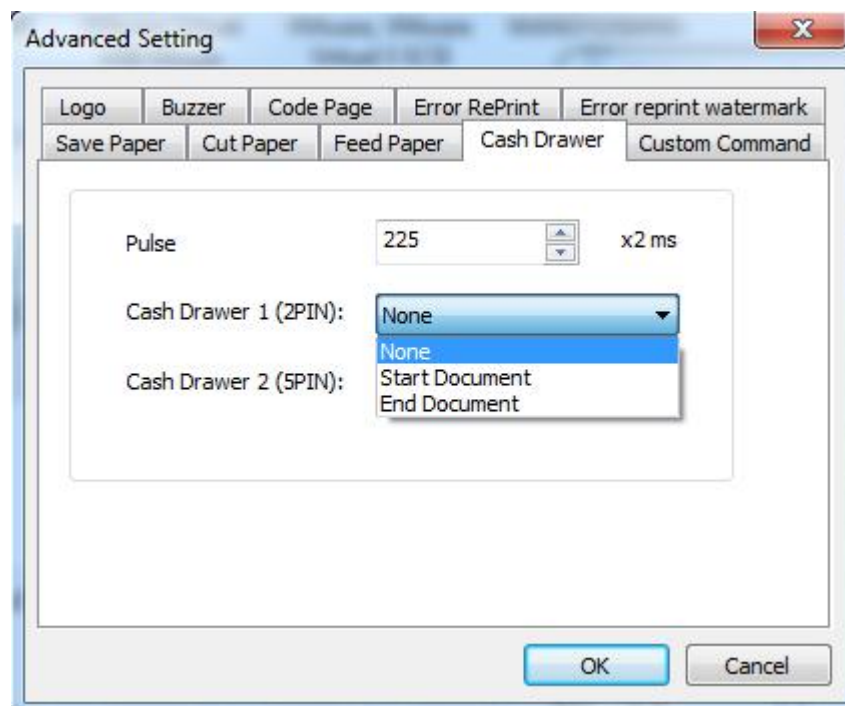 Advanced Setting
Logo Buzzer Code Page Error RePrint Error reprint watermark
Save Paper Cut Paper Feed Paper Cash Drawer Custom Command
Pulse 225 x2 ms
Cash Drawer 1 (2PIN): None
None
Start Document
Cash Drawer 2 (5PIN):
End Document
OK Cancel